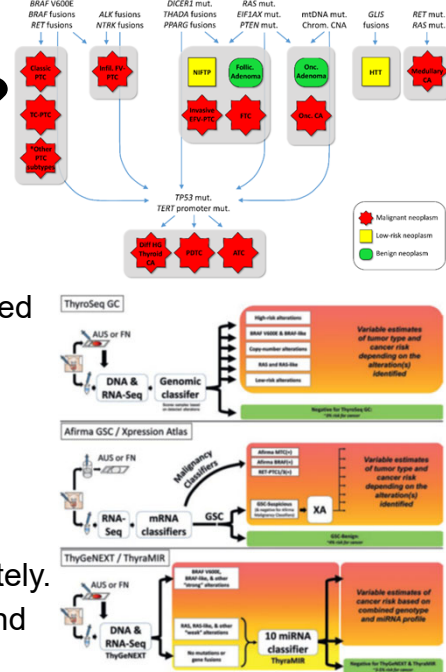 BRAF V600E
BRAF fusions
RET fusions
ALK fusions
NTRK fusions
DICER1 mut.
THADA fusions
PPARG fusions
RAS mut.
EIF1AX mut.
PTEN mut.
mtDNA mut.
Chrom. CNA
GLIS
fusions
RET mut.
RAS mut.
Classic
PTC
Infil. FV-
PTC
NIFTP
Follic.
Adenoma
Onc.
Adenoma
HTT
Medullary
CA
TC-PTC
Invasive
EFV-PTC
FTC
Onc. CA
*Other
PTC
subtypes
TP53 mut.
TERT promoter mut.
Diff HG
Thyroid
CA
PDTC
ATC
Malignant neoplasm
Low-risk neoplasm
Benign neoplasm
ed
tely.
nd
ThyroSeq GC
AUS or FN
DNA &
RNA-Seq
Genomic
classifer
High-risk alterations
BRAF V600E & BRAF-like
Copy-number alterations
RAS and RAS-like
Low-risk alterations
Variable estimates
of tumor type and
cancer risk
depending on the
alteration(s)
identified
Negative for ThyroSeq GC:
Afirma GSC / Xpression Atlas
AUS or FN
RNA-
Seq
mRNA
classifiers
Malignancy
Classifiers
GSC
Afirma MTC(+)
Afirma BRAF(+)
RET-PTC1/3(+)
GSC-Suspicious
XA
Variable estimates
of tumor type and
cancer risk
depending on the
alteration(s)
identified
GSC-Benign
ThyGeNEXT / ThyraMIR
AUS or FN
DNA &
RNA-Seq
ThyGeNEXT
BRAF V600E,
BRAF-like, & other
"strong" alterations
RAS, RAS-like, & other
"weak" alterations
No mutations or
gene fusions
10 miRNA
classifier
ThyraMIR
Variable estimates of
cancer risk based on
combined genotype
and miRNA profile
Negative for ThyGeNEXT & ThyraMIR